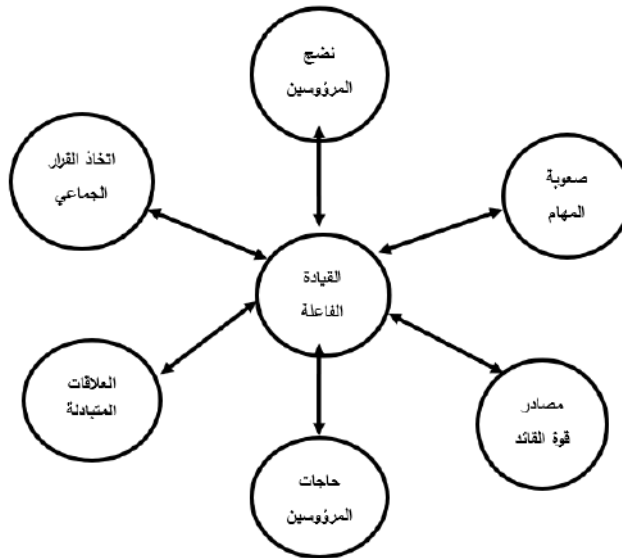 نضج
المرؤوسين
صعوبة
المهام
اتخاذ القرار
الجماعي
القيادة
الفاعلة
مصادر
قوة القائد
العلاقات
المتبادلة
حاجات
المرؤوسين